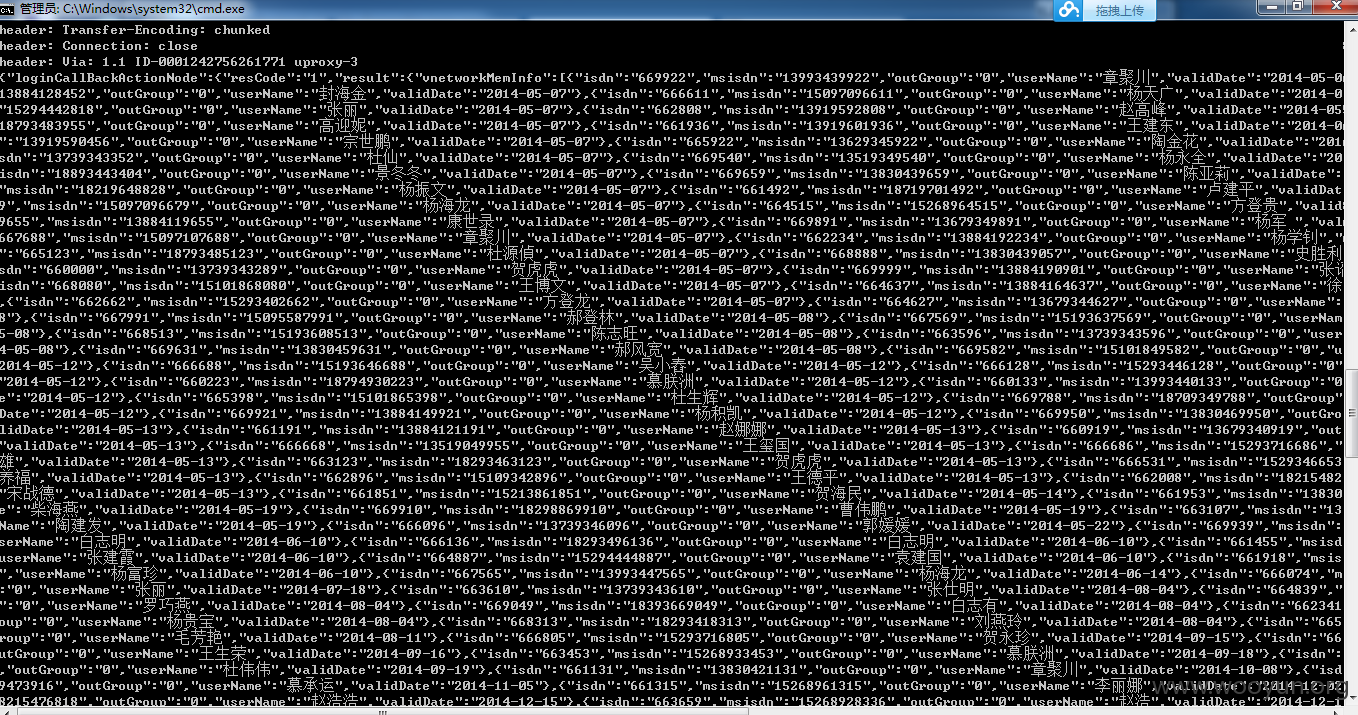 管理员: C:\Windows\system32\cmd.exe
拖拽上传
header: Transfer-Encoding: chunked
header: Connection: close
header: Via: 1.1 ID-0001242756261771 uproxy-3
{"loginCallBackActionNode":{"resCode":"1","result":{"vnetworkMemInfo":[{"isdn":"669922","msisdn":"13993439922","outGroup":"0","userName":"章聚川","validDate":"2014-05-0
13884128452","outGroup":"0","userName":"封海金","validDate":"2014-05-07"},{"isdn":"666611","msisdn":"15097096611","outGroup":"0","userName":"杨天广","validDate":"2014-05
"15294442818","outGroup":"0","userName":"张丽","validDate":"2014-05-07"},{"isdn":"662808","msisdn":"13919592808","outGroup":"0","userName":"赵高峰","validDate":"2014-05
18793483955","outGroup":"0","userName":"高迎妮","validDate":"2014-05-07"},{"isdn":"661936","msisdn":"13919601936","outGroup":"0","userName":"王建东","validDate":"2014-0
:"13919590456","outGroup":"0","userName":"宗世鹏","validDate":"2014-05-07"},{"isdn":"665922","msisdn":"13629345922","outGroup":"0","userName":"陶金花","validDate":"2014
isdn":"13739343352","outGroup":"0","userName":"杜仙","validDate":"2014-05-07"},{"isdn":"669540","msisdn":"13519349540","outGroup":"0","userName":"杨永全","validDate":"20
isdn":"18893443404","outGroup":"0","userName":"景冬冬","validDate":"2014-05-07"},{"isdn":"669659","msisdn":"13830439659","outGroup":"0","userName":"陈亚莉","validDate":
"msisdn":"18219648828","outGroup":"0","userName":"杨振文","validDate":"2014-05-07"},{"isdn":"661492","msisdn":"18719701492","outGroup":"0","userName":"卢建平","validDate
9","msisdn":"15097096679","outGroup":"0","userName":"杨海龙","validDate":"2014-05-07"},{"isdn":"664515","msisdn":"15268964515","outGroup":"0","userName":"方登贵","valid
9655","msisdn":"13884119655","outGroup":"0","userName":"康世录","validDate":"2014-05-07"},{"isdn":"669891","msisdn":"13679349891","outGroup":"0","userName":"杨军","val
667688","msisdn":"15097107688","outGroup":"0","userName":"章聚川","validDate":"2014-05-07"},{"isdn":"662234","msisdn":"13884192234","outGroup":"0","userName":"杨学钊",
"665123","msisdn":"18793485123","outGroup":"0","userName":"杜源偵","validDate":"2014-05-07"},{"isdn":"668888","msisdn":"13830439057","outGroup":"0","userName":"史胜利
isdn":"660000","msisdn":"13739343289","outGroup":"0","userName":"贺虎虎","validDate":"2014-05-07"},{"isdn":"669999","msisdn":"13884190901","outGroup":"0","userName":"张
isdn":"668080","msisdn":"15101868080","outGroup":"0","userName":"王博文","validDate":"2014-05-07"},{"isdn":"664637","msisdn":"13884164637","outGroup":"0","userName":"徐
,{"isdn":"662662","msisdn":"15293402662","outGroup":"0","userName":"方登龙","validDate":"2014-05-07"},{"isdn":"664627","msisdn":"13679344627","outGroup":"0","userName":
8"},{"isdn":"667991","msisdn":"15095587991","outGroup":"0","userName":"郝登林","validDate":"2014-05-08"},{"isdn":"667569","msisdn":"15193637569","outGroup":"0","userNam
5-08"},{"isdn":"668513","msisdn":"15193608513","outGroup":"0","userName":"陈志旺","validDate":"2014-05-08"},{"isdn":"663596","msisdn":"13739343596","outGroup":"0","user
4-05-08"},{"isdn":"669631","msisdn":"13830459631","outGroup":"0","userName":"郝风宽","validDate":"2014-05-08"},{"isdn":"669582","msisdn":"15101849582","outGroup":"0","u
014-05-12"},{"isdn":"666688","msisdn":"15193646688","outGroup":"0","userName":"吴小春","validDate":"2014-05-12"},{"isdn":"666128","msisdn":"15293446128","outGroup":"0",
"2014-05-12"},{"isdn":"660223","msisdn":"18794930223","outGroup":"0","userName":"慕朕洲","validDate":"2014-05-12"},{"isdn":"660133","msisdn":"13993440133","outGroup":"0
e":"2014-05-12"},{"isdn":"665398","msisdn":"15101865398","outGroup":"0","userName":"杜生辉","validDate":"2014-05-12"},{"isdn":"669788","msisdn":"18709349788","outGroup"
Date":"2014-05-12"},{"isdn":"669921","msisdn":"13884149921","outGroup":"0","userName":"杨积凯","validDate":"2014-05-12"},{"isdn":"669950","msisdn":"13830469950","outGro
lidDate":"2014-05-13"},{"isdn":"661191","msisdn":"13884121191","outGroup":"0","userName":"赵娜娜","validDate":"2014-05-13"},{"isdn":"660919","msisdn":"13679340919","out
,"validDate":"2014-05-13"},{"isdn":"666668","msisdn":"13519049955","outGroup":"0","userName":"王玺国","validDate":"2014-05-13"},{"isdn":"666686","msisdn":"15293716686",
雄","validDate":"2014-05-13"},{"isdn":"663123","msisdn":"18293463123","outGroup":"0","userName":"贺虎虎","validDate":"2014-05-13"},{"isdn":"666531","msisdn":"1529346653
养福","validDate":"2014-05-13"},{"isdn":"662896","msisdn":"15109342896","outGroup":"0","userName":"王德平","validDate":"2014-05-13"},{"isdn":"662008","msisdn":"18215482
"宋战德","validDate":"2014-05-13"},{"isdn":"661851","msisdn":"15213861851","outGroup":"0","userName":"贺海民","validDate":"2014-05-14"},{"isdn":"661953","msisdn":"13830
e":"柴海燕","validDate":"2014-05-19"},{"isdn":"669910","msisdn":"18298869910","outGroup":"0","userName":"曹伟鹏","validDate":"2014-05-19"},{"isdn":"663107","msisdn":"13
Name":"陶建发","validDate":"2014-05-19"},{"isdn":"666096","msisdn":"13739346096","outGroup":"0","userName":"郭媛媛","validDate":"2014-05-22"},{"isdn":"669939","msisdn":
serName":"白志明","validDate":"2014-06-10"},{"isdn":"666136","msisdn":"18293496136","outGroup":"0","userName":"白志明","validDate":"2014-06-10"},{"isdn":"661455","msisdn
userName":"张建霞","validDate":"2014-06-10"},{"isdn":"664887","msisdn":"15294444887","outGroup":"0","userName":"袁建国","validDate":"2014-06-10"},{"isdn":"661918","msis
","userName":"杨富珍","validDate":"2014-06-10"},{"isdn":"667565","msisdn":"13993447565","outGroup":"0","userName":"杨海龙","validDate":"2014-06-14"},{"isdn":"666074","m
:"0","userName":"张丽","validDate":"2014-07-18"},{"isdn":"663610","msisdn":"13739343610","outGroup":"0","userName":"张仕明","validDate":"2014-08-04"},{"isdn":"664839","
":"0","userName":"罗巧燕","validDate":"2014-08-04"},{"isdn":"669049","msisdn":"18393669049","outGroup":"0","userName":"白志有","validDate":"2014-08-04"},{"isdn":"662341
p":"0","userName":"杨贵宝","validDate":"2014-08-04"},{"isdn":"668313","msisdn":"18293418313","outGroup":"0","userName":"刘燕玲","validDate":"2014-08-04"},{"isdn":"665
roup":"0","userName":"毛芳艳","validDate":"2014-08-11"},{"isdn":"666805","msisdn":"15293716805","outGroup":"0","userName":"贺永珍","validDate":"2014-09-15"},{"isdn":"66
tGroup":"0","userName":"王生荣","validDate":"2014-09-16"},{"isdn":"663453","msisdn":"15268933453","outGroup":"0","userName":"慕朕洲","validDate":"2014-09-18"},{"isdn":"
,"outGroup":"0","userName":"杜伟伟","validDate":"2014-09-19"},{"isdn":"661131","msisdn":"13830421131","outGroup":"0","userName":"章聚川","validDate":"2014-10-08"},{"isd
9473916","outGroup":"0","userName":"慕承运","validDate":"2014-11-05"},{"isdn":"661315","msisdn":"15268961315","outGroup":"0","userName":"李丽娜","validDate":"2014-12-
8215476818","outGroup":"0","userName":"赵浩浩","validDate":"2014-12-15"},{"isdn":"663659","msisdn":"15268928336","outGroup":"0","userName":"赵浩","validDate":"2014-12-1
www.wooyun.org